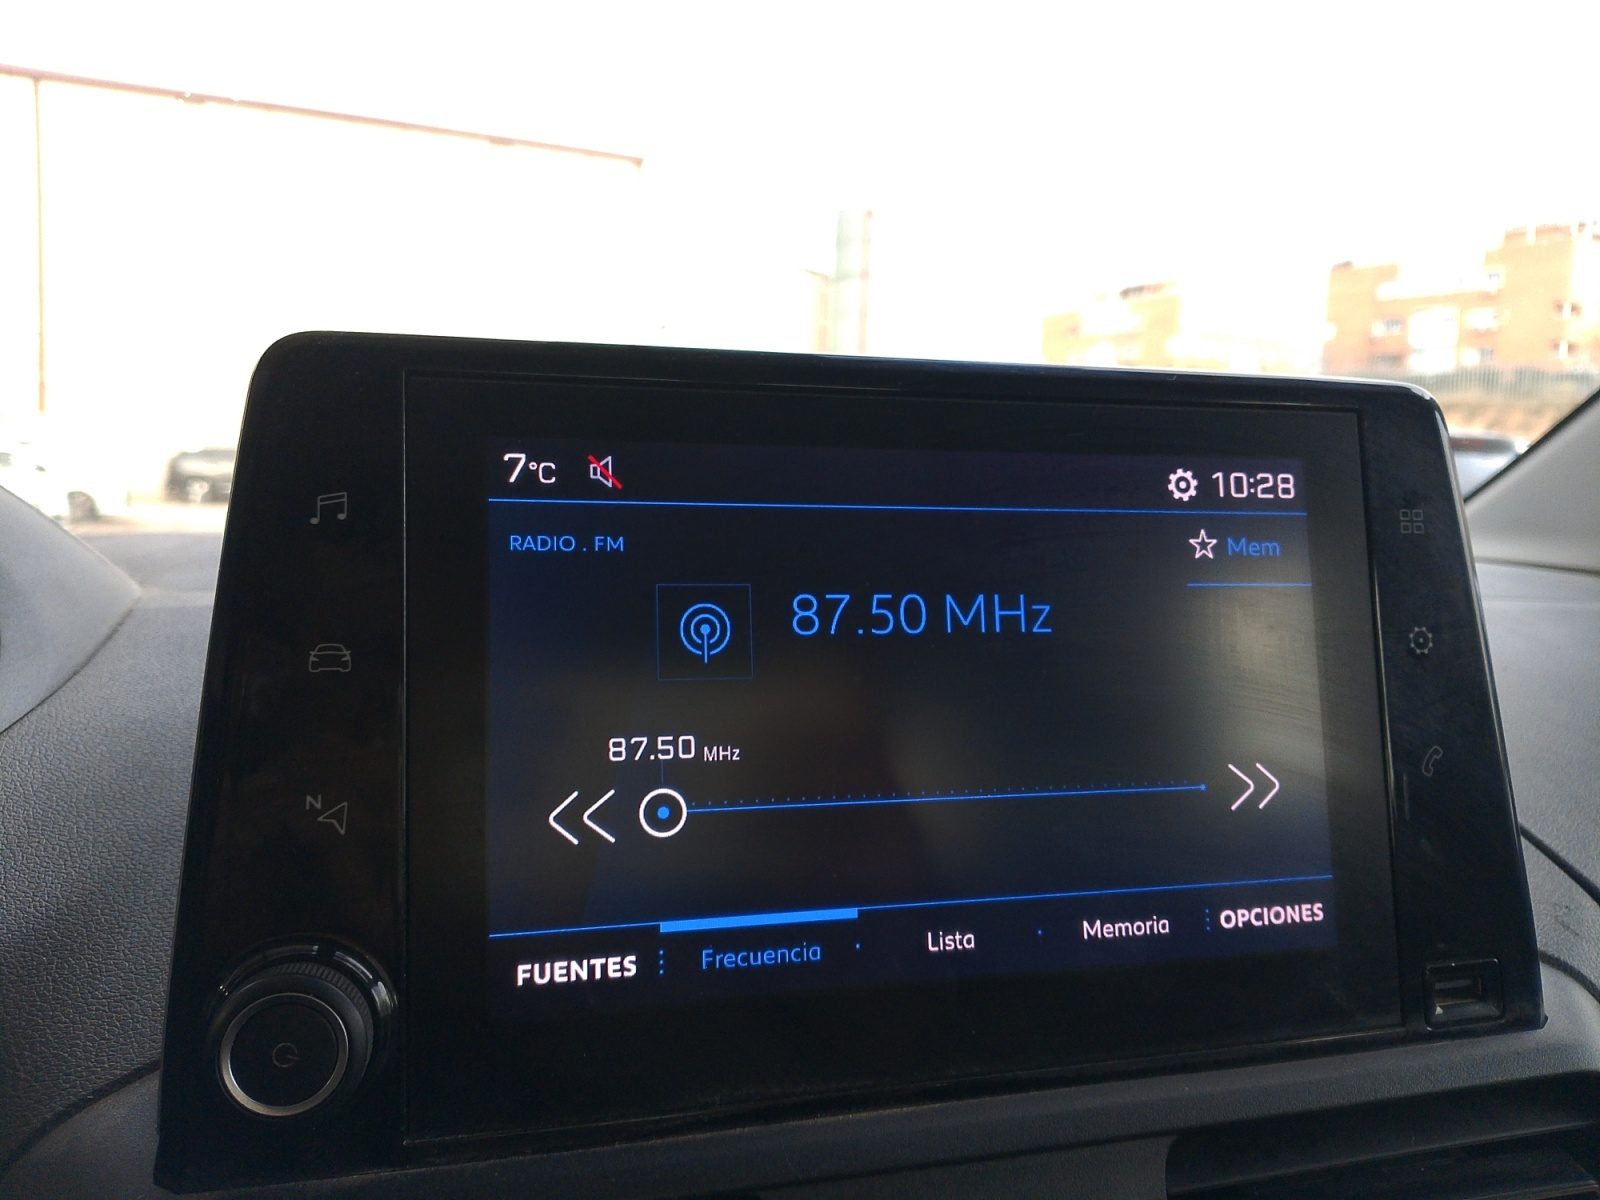 7°C
10:28
RADIO . FM
Mem
87.50 MHz
87.50 MHz
N
FUENTES
Frecuencia
Lista
Memoria
OPCIONES